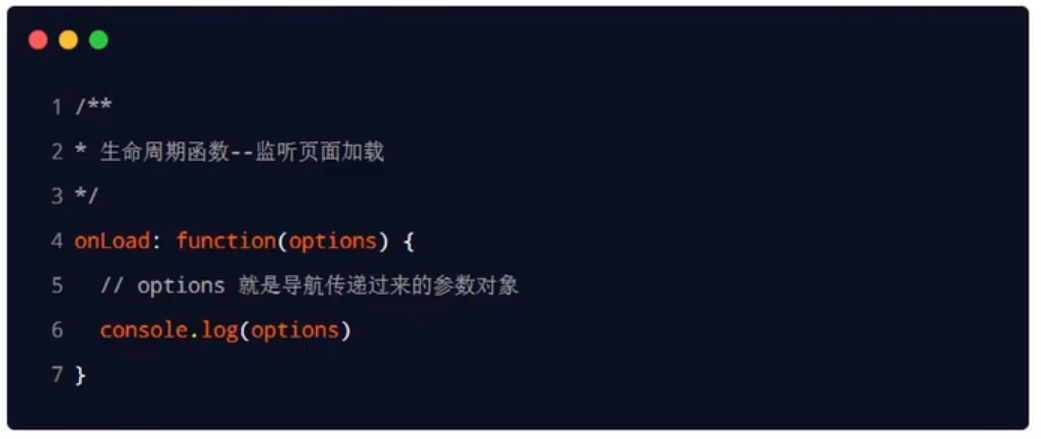 1 /**
2 * 生命周期函数--监听页面加载
3 */
4 onLoad: function(options) {
5   // options 就是导航传递过来的参数对象
6   console.log(options)
7 }